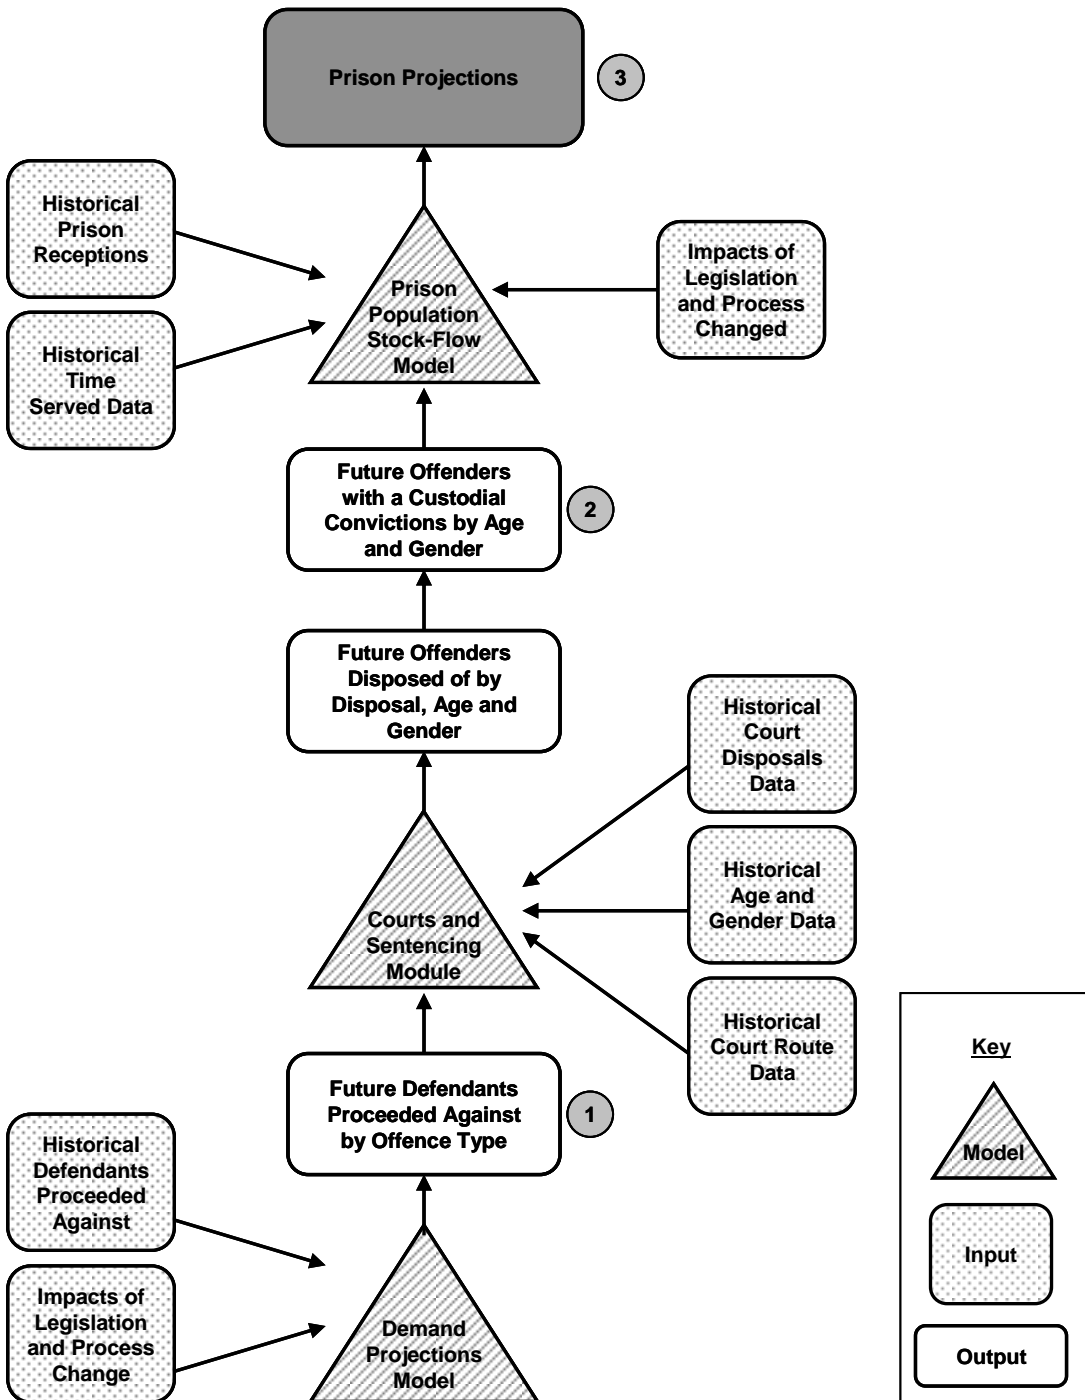 Prison Projections
3
Historical
Prison
Receptions
Impacts of
Legislation
and Process
Changed
Prison
Population
Stock-Flow
Model
Historical
Time
Served Data
Future Offenders
with a Custodial
Convictions by Age
and Gender
2
Future Offenders
Disposed of by
Disposal, Age and
Gender
Historical
Court
Disposals
Data
Historical
Age and
Gender Data
Courts and
Sentencing
Module
Historical
Court Route
Data
Future Defendants
Proceeded Against
by Offence Type
1
Historical
Defendants
Proceeded
Against
Impacts of
Legislation
and Process
Change
Demand
Projections
Model
Key
Model
Input
Output